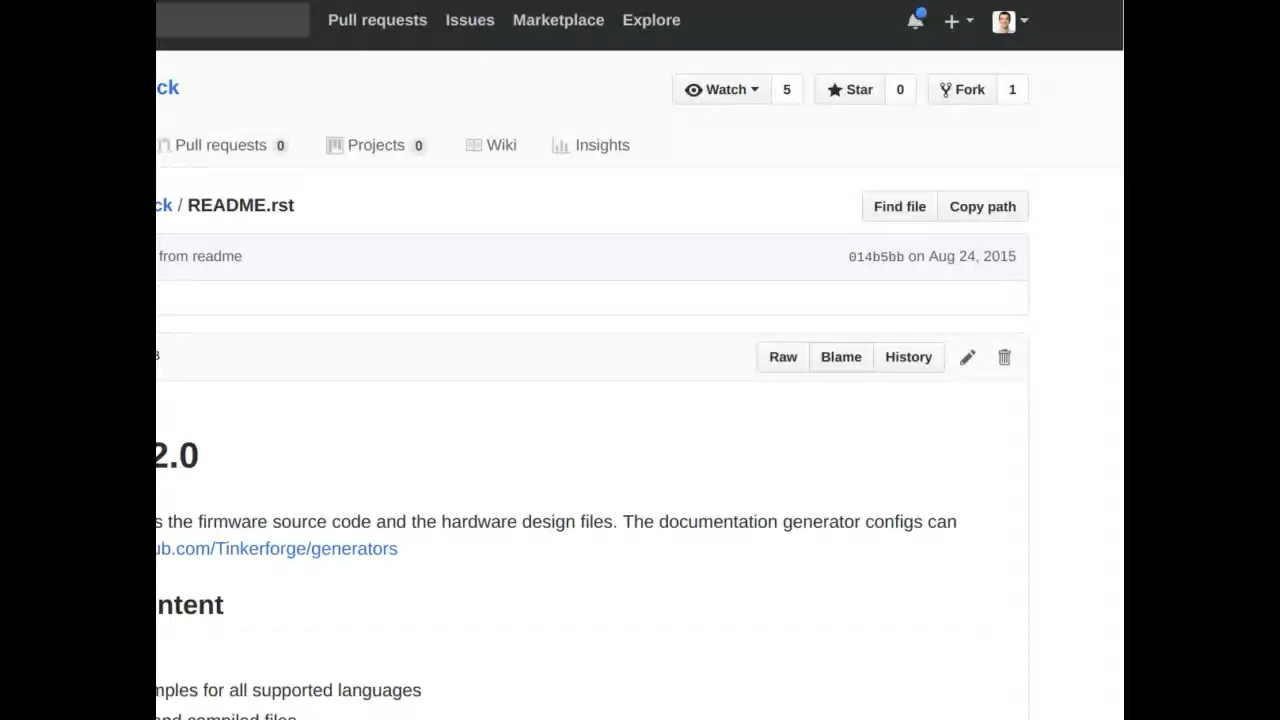 Pull requests Issues Marketplace Explore
ck
Watch 5 Star 0 Fork 1
Pull requests 0 Projects 0 Wiki Insights
ck / README.rst
Find file Copy path
from readme 014b5bb on Aug 24, 2015
Raw Blame History
2.0
s the firmware source code and the hardware design files. The documentation generator configs can
ub.com/Tinkerforge/generators
ntent
mples for all supported languages
and compiled files